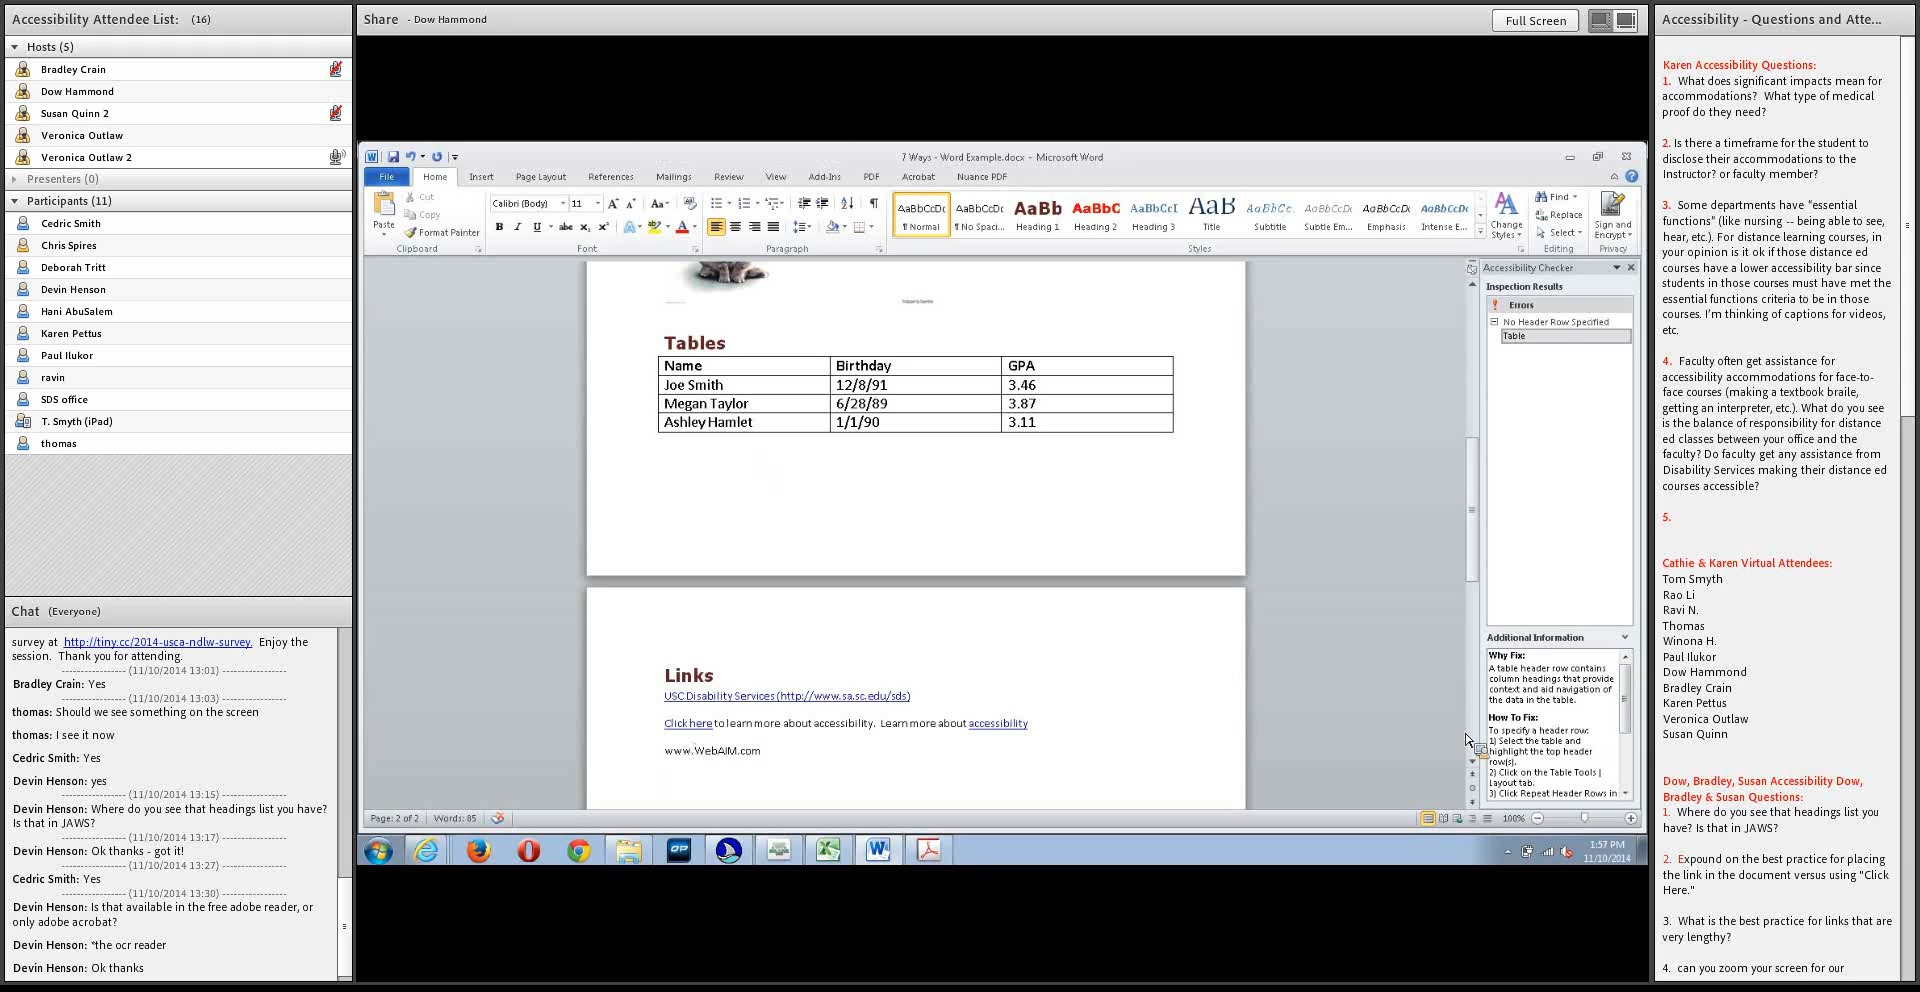 Accessibility Attendee List: (16)
Hosts (5)
Bradley Crain
Dow Hammond
Susan Quinn 2
Veronica Outlaw
Veronica Outlaw 2
Presenters (0)
Participants (11)
Cedric Smith
Chris Spires
Deborah Tritt
Devin Henson
Hani AbuSalem
Karen Pettus
Paul Ilukor
ravin
SDS office
T. Smyth (iPad)
thomas
Chat (Everyone)
survey at http://tiny.cc/2014-usca-ndlw-survey. Enjoy the
session. Thank you for attending.
------------------ (11/10/2014 13:01) ------------------
Bradley Crain: Yes
------------------ (11/10/2014 13:03) ------------------
thomas: Should we see something on the screen
thomas: I see it now
Cedric Smith: Yes
Devin Henson: yes
------------------ (11/10/2014 13:15) ------------------
Devin Henson: Where do you see that headings list you have?
Is that in JAWS?
------------------ (11/10/2014 13:17) ------------------
Devin Henson: Ok thanks - got it!
------------------ (11/10/2014 13:27) ------------------
Cedric Smith: Yes
------------------ (11/10/2014 13:30) ------------------
Devin Henson: Is that available in the free adobe reader, or
only adobe acrobat?
Devin Henson: *the ocr reader
Devin Henson: Ok thanks
Share - Dow Hammond
Full Screen
7 Ways - Word Example.docx - Microsoft Word
File Home Insert Page Layout References Mailings Review View Add-Ins PDF Acrobat Nuance PDF
Paste
Cut
Copy
Format Painter
Clipboard
Calibri (Body) 11
Font
Paragraph
AaBbCcDc AaBbCcDc AaBb AaBbC AaBbCcI AaB AaBbCc. AaBbCcDc AaBbCcDc AaBbCcDc
¶ Normal ¶ No Spaci... Heading 1 Heading 2 Heading 3 Title Subtitle Subtle Em... Emphasis Intense E...
Styles
Change
Styles
Find
Replace
Select
Editing
Sign and
Encrypt
Privacy
Tables
Name Birthday GPA
Joe Smith 12/8/91 3.46
Megan Taylor 6/28/89 3.87
Ashley Hamlet 1/1/90 3.11
Links
USC Disability Services (http://www.sa.sc.edu/sds)
Click here to learn more about accessibility. Learn more about accessibility
www.WebAIM.com
Accessibility Checker
Inspection Results
Errors
No Header Row Specified
Table
Additional Information
Why Fix:
A table header row contains
column headings that provide
context and aid navigation of
the data in the table.
How To Fix:
To specify a header row:
1) Select the table and
highlight the top header
row(s).
2) Click on the Table Tools |
Layout tab.
3) Click Repeat Header Rows in
Page: 2 of 2 Words: 85
100%
1:57 PM
11/10/2014
Accessibility - Questions and Atte...
Karen Accessibility Questions:
1. What does significant impacts mean for
accommodations? What type of medical
proof do they need?
2. Is there a timeframe for the student to
disclose their accommodations to the
Instructor? or faculty member?
3. Some departments have "essential
functions" (like nursing -- being able to see,
hear, etc.). For distance learning courses, in
your opinion is it ok if those distance ed
courses have a lower accessibility bar since
students in those courses must have met the
essential functions criteria to be in those
courses. I'm thinking of captions for videos,
etc.
4. Faculty often get assistance for
accessibility accommodations for face-to-
face courses (making a textbook braile,
getting an interpreter, etc.). What do you see
is the balance of responsibility for distance
ed classes between your office and the
faculty? Do faculty get any assistance from
Disability Services making their distance ed
courses accessible?
5.
Cathie & Karen Virtual Attendees:
Tom Smyth
Rao Li
Ravi N.
Thomas
Winona H.
Paul Ilukor
Dow Hammond
Bradley Crain
Karen Pettus
Veronica Outlaw
Susan Quinn
Dow, Bradley, Susan Accessibility Dow,
Bradley & Susan Questions:
1. Where do you see that headings list you
have? Is that in JAWS?
2. Expound on the best practice for placing
the link in the document versus using "Click
Here."
3. What is the best practice for links that are
very lengthy?
4. can you zoom your screen for our